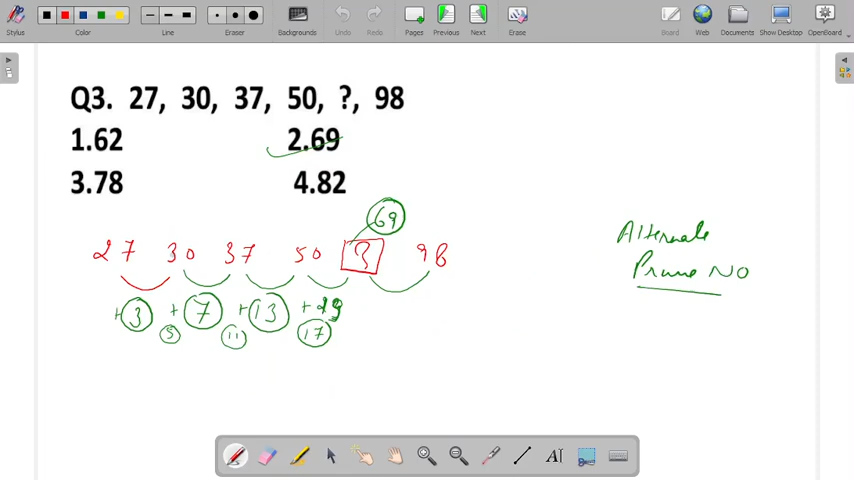 Stylus
Color
Line
Eraser
Backgrounds
Undo
Redo
Pages
Previous
Next
Erase
Board
Web
Documents
Show Desktop
OpenBoard
Q3. 27, 30, 37, 50, ?, 98
1.62 2.69
3.78 4.82
69
27 30 37 50 ? 98
+3 +7 +13 +19
5 11 17
Alternate
Prime NO